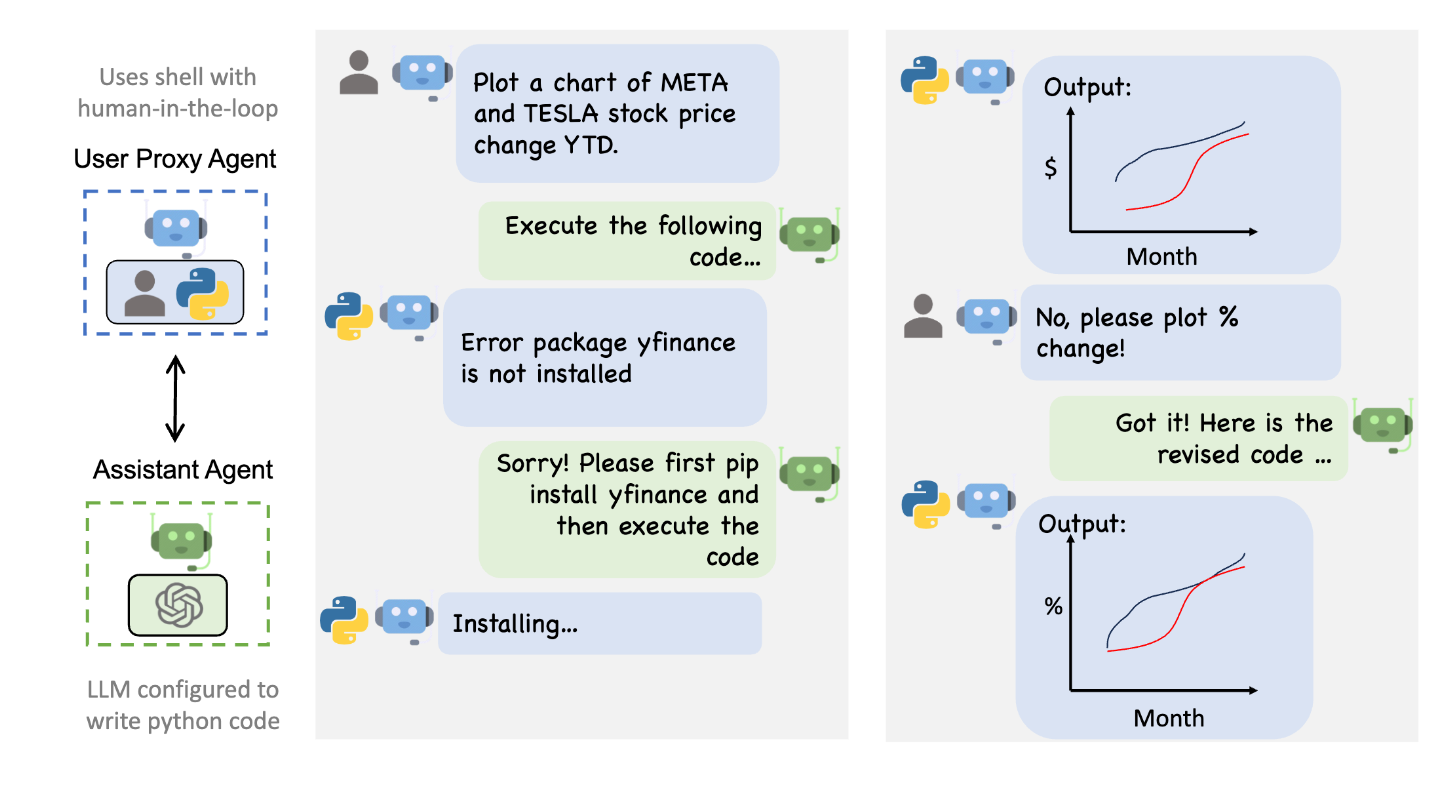 Uses shell with
human-in-the-loop
User Proxy Agent
Assistant Agent
LLM configured to
write python code
Plot a chart of META
and TESLA stock price
change YTD.
Execute the following
code...
Error package yfinance
is not installed
Sorry! Please first pip
install yfinance and
then execute the
code
Installing...
Output:
$
Month
No, please plot %
change!
Got it! Here is the
revised code ...
Output:
%
Month